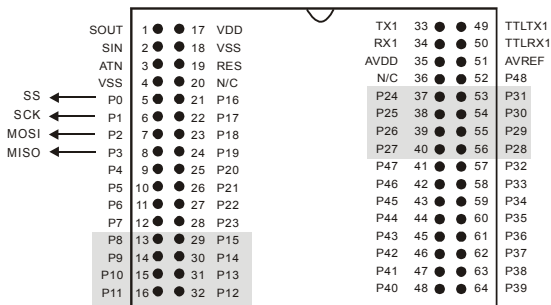 SOUT 1 17 VDD TX1 33 49 TTLTX1
SIN 2 18 VSS RX1 34 50 TTLRX1
ATN 3 19 RES AVDD 35 51 AVREF
VSS 4 20 N/C N/C 36 52 P48
SS P0 5 21 P16 P24 37 53 P31
SCK P1 6 22 P17 P25 38 54 P30
MOSI P2 7 23 P18 P26 39 55 P29
MISO P3 8 24 P19 P27 40 56 P28
P4 9 25 P20 P47 41 57 P32
P5 10 26 P21 P46 42 58 P33
P6 11 27 P22 P45 43 59 P34
P7 12 28 P23 P44 44 60 P35
P8 13 29 P15 P43 45 61 P36
P9 14 30 P14 P42 46 62 P37
P10 15 31 P13 P41 47 63 P38
P11 16 32 P12 P40 48 64 P39